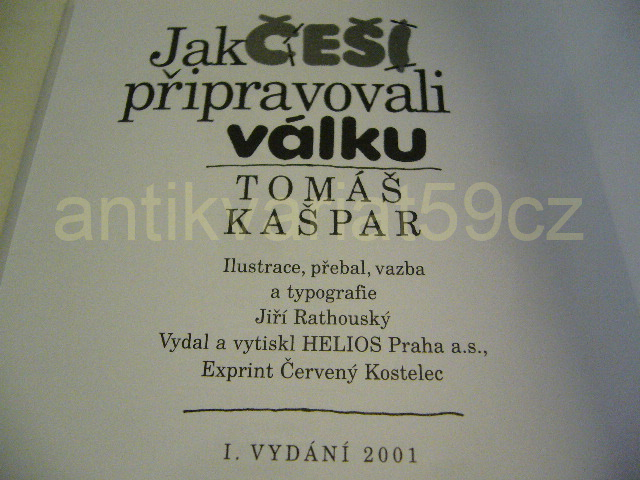 Jak ČEŠI
připravovali
válku
TOMÁŠ
KAŠPAR
antikvariat59cz
Ilustrace, přebal, vazba
a typografie
Jiří Rathouský
Vydal a vytiskl HELIOS Praha a.s.,
Exprint Červený Kostelec
I. VYDÁNÍ 2001